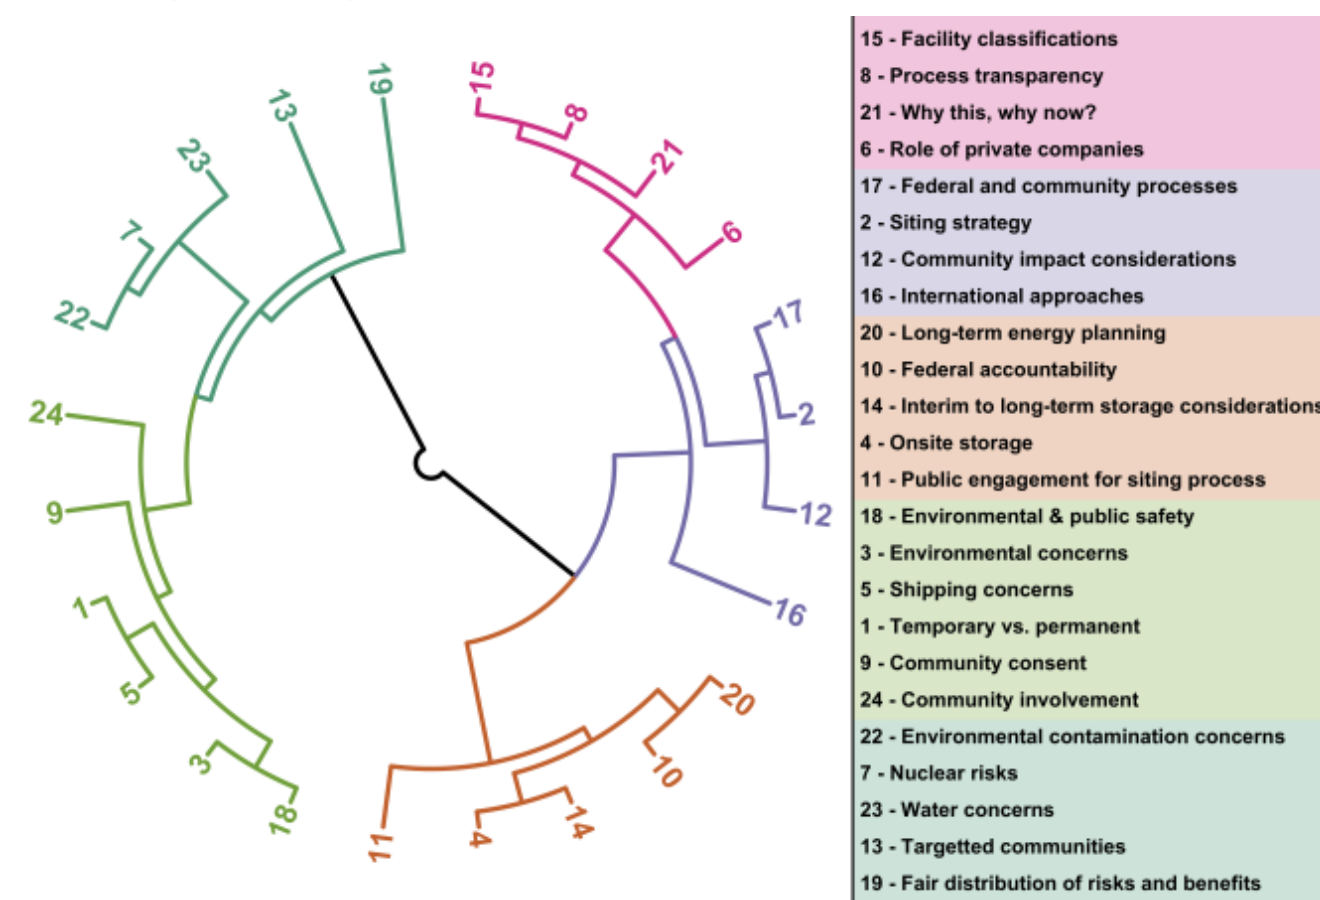 19
15
13
8
23
21
7
6
22
17
24
2
9
12
1
16
5
20
3
10
18
14
11
4
15 - Facility classifications
8 - Process transparency
21 - Why this, why now?
6 - Role of private companies
17 - Federal and community processes
2 - Siting strategy
12 - Community impact considerations
16 - International approaches
20 - Long-term energy planning
10 - Federal accountability
14 - Interim to long-term storage considerations
4 - Onsite storage
11 - Public engagement for siting process
18 - Environmental & public safety
3 - Environmental concerns
5 - Shipping concerns
1 - Temporary vs. permanent
9 - Community consent
24 - Community involvement
22 - Environmental contamination concerns
7 - Nuclear risks
23 - Water concerns
13 - Targetted communities
19 - Fair distribution of risks and benefits